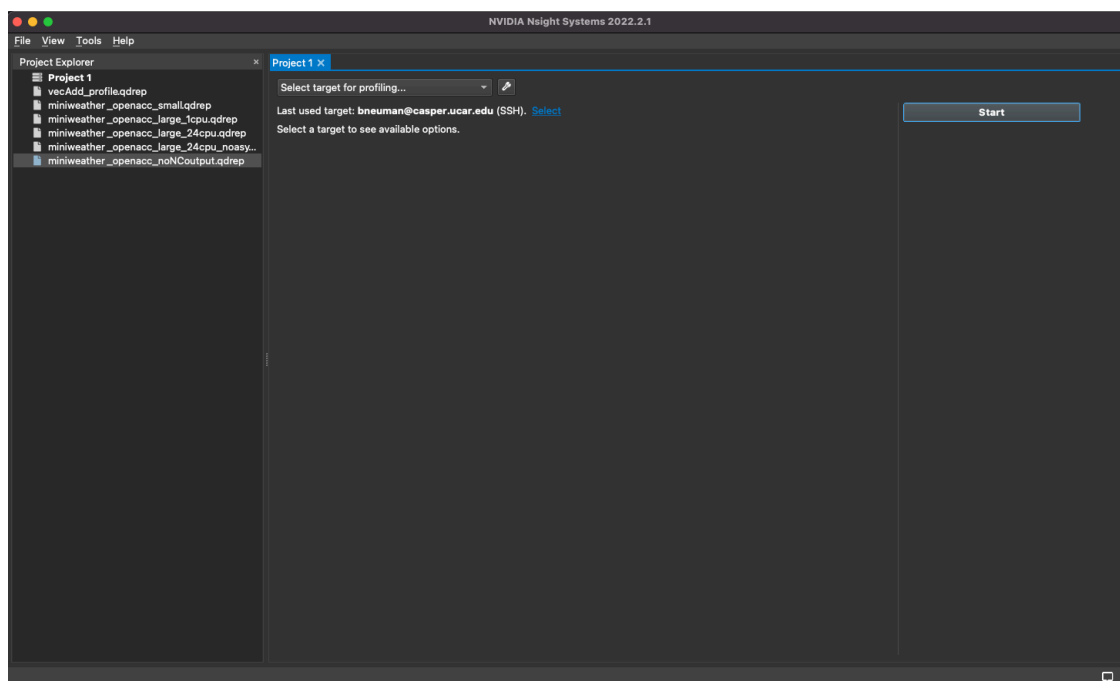 NVIDIA Nsight Systems 2022.2.1
File View Tools Help
Project Explorer
Project 1
vecAdd_profile.qdrep
miniweather_openacc_small.qdrep
miniweather_openacc_large_1cpu.qdrep
miniweather_openacc_large_24cpu.qdrep
miniweather_openacc_large_24cpu_noasy...
miniweather_openacc_noNCoutput.qdrep
Project 1
Select target for profiling...
Last used target: bneuman@casper.ucar.edu (SSH). Select
Select a target to see available options.
Start